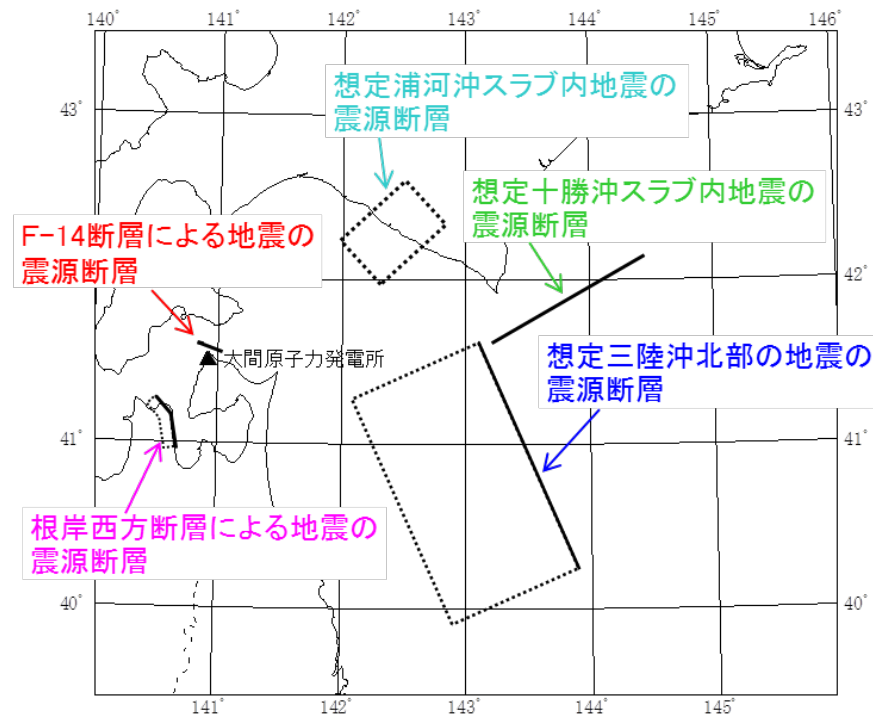 140° 141° 142° 143° 144° 145° 146°
想定浦河沖スラブ内地震の
震源断層
43° 43°
想定十勝沖スラブ内地震の
震源断層
F-14断層による地震の
震源断層
42° 42°
大間原子力発電所
想定三陸沖北部の地震の
震源断層
41° 41°
根岸西方断層による地震の
震源断層
40° 40°
141° 142° 143° 144° 145°